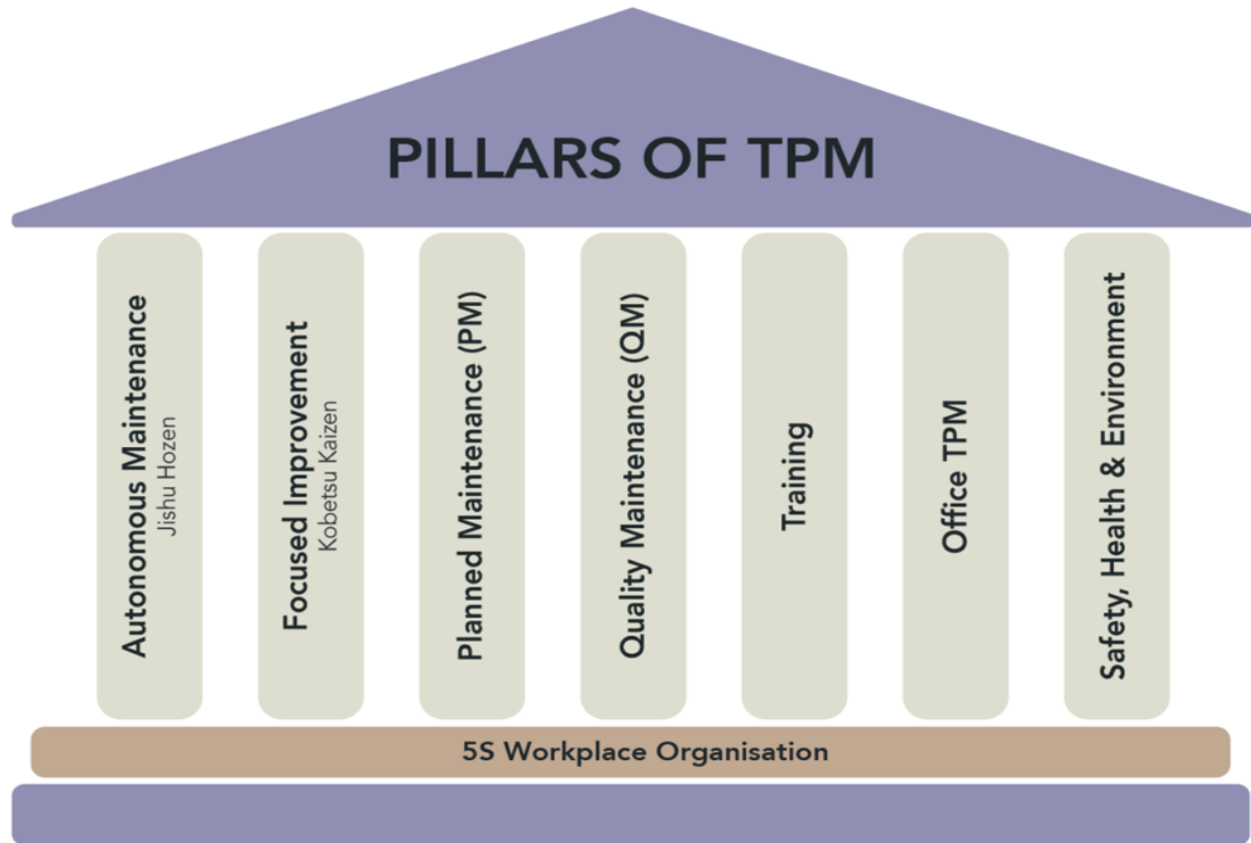 PILLARS OF TPM
Autonomous Maintenance
Jishu Hozen
Focused Improvement
Kobetsu Kaizen
Planned Maintenance (PM)
Quality Maintenance (QM)
Training
Office TPM
Safety, Health & Environment
5S Workplace Organisation